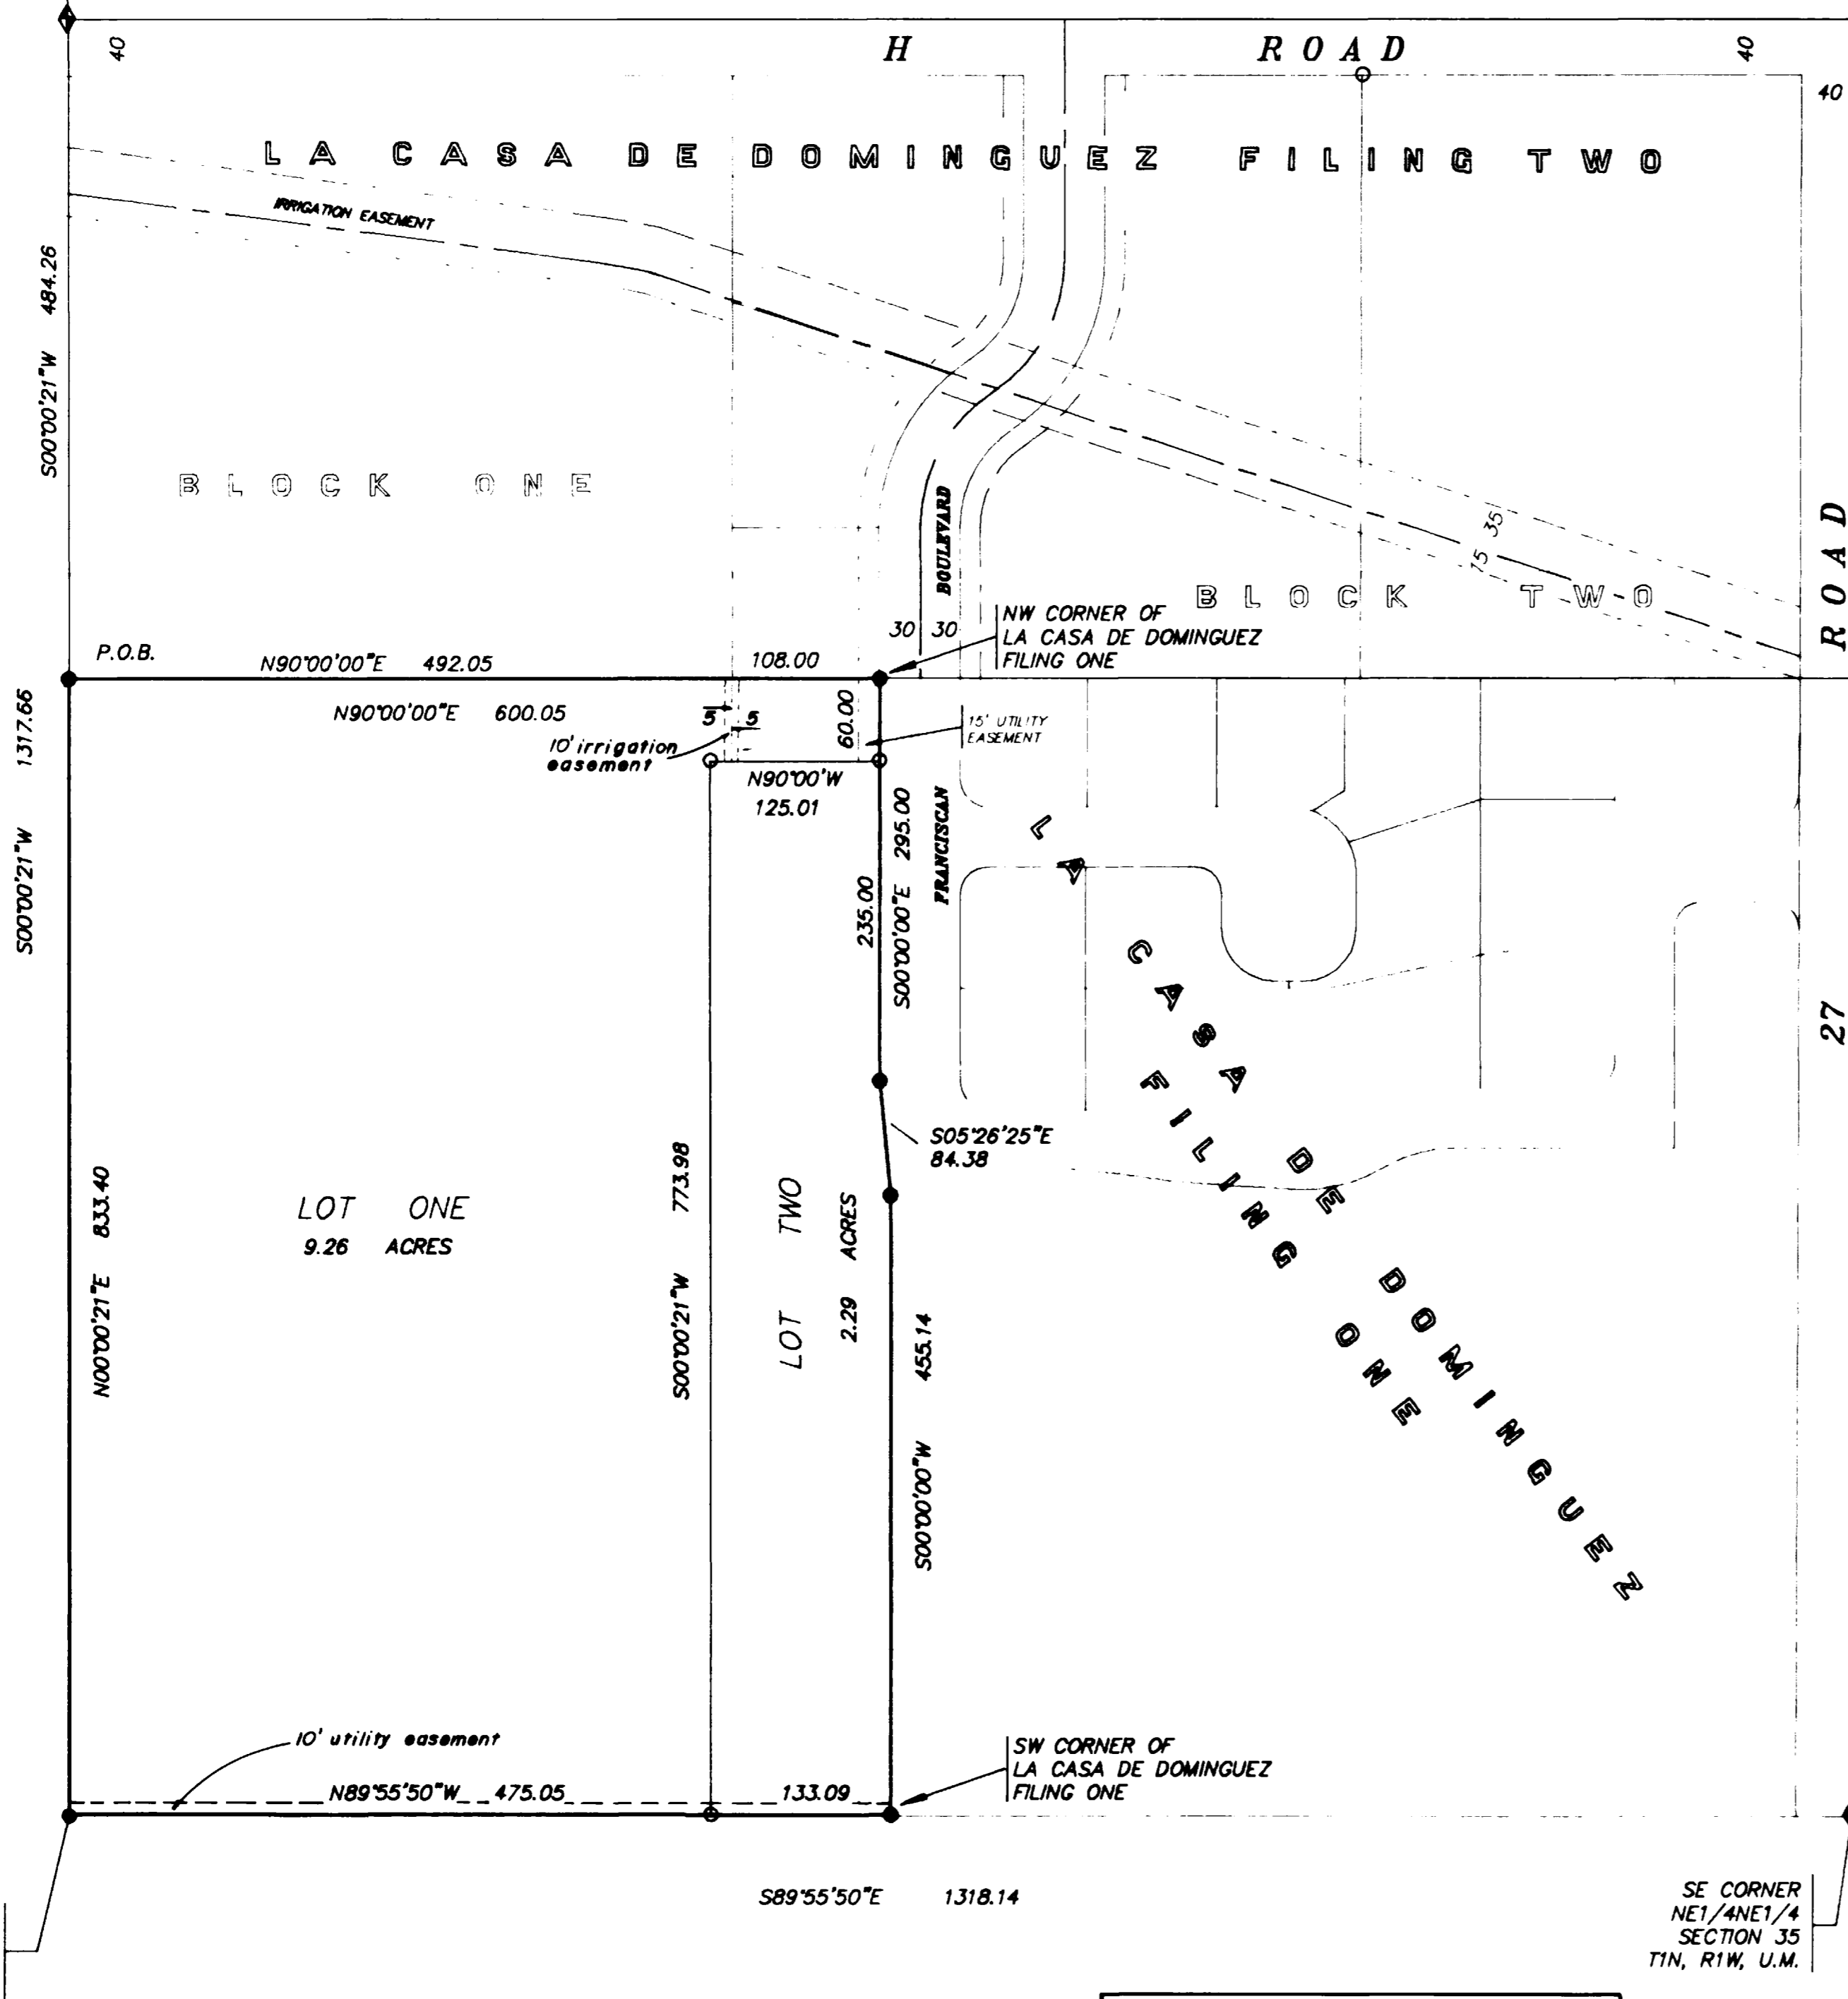 40
H ROAD
40
40
LA CASA DE DOMINGUEZ FILING TWO
IRRIGATION EASEMENT
S00°00'21"W 484.26
BLOCK ONE
BOULEVARD
35
15
ROAD
BLOCK TWO
30 30
NW CORNER OF
LA CASA DE DOMINGUEZ
FILING ONE
P.O.B.
N90°00'00"E 492.05
108.00
S00°00'21"W 1317.66
N90°00'00"E 600.05
5 5
60.00
15' UTILITY
EASEMENT
10' irrigation
easement
N90°00'W
125.01
S00°00'00"E 295.00
235.00
FRANCISCAN
LA CASA DE DOMINGUEZ
FILING ONE
27
S05°26'25"E
84.38
N00°00'21"E 833.40
LOT ONE
9.26 ACRES
S00°00'21"W 773.98
LOT TWO
2.29 ACRES
S00°00'00"W 455.14
10' utility easement
N89°55'50"W 475.05
133.09
SW CORNER OF
LA CASA DE DOMINGUEZ
FILING ONE
S89°55'50"E 1318.14
SE CORNER
NE1/4NE1/4
SECTION 35
T1N, R1W, U.M.